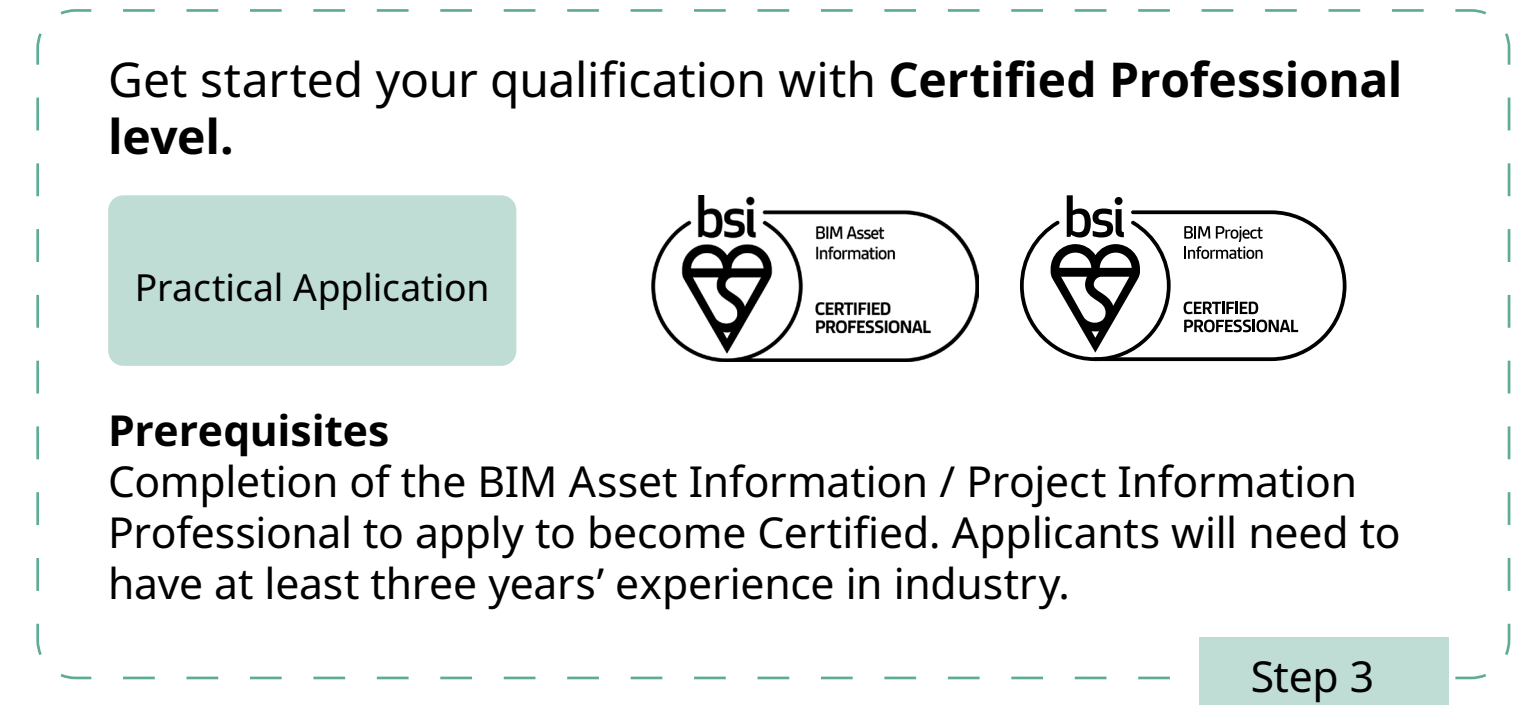 Get started your qualification with Certified Professional
level.
Practical Application
bsi
BIM Asset
Information
CERTIFIED
PROFESSIONAL
bsi
BIM Project
Information
CERTIFIED
PROFESSIONAL
Prerequisites
Completion of the BIM Asset Information / Project Information
Professional to apply to become Certified. Applicants will need to
have at least three years’ experience in industry.
Step 3